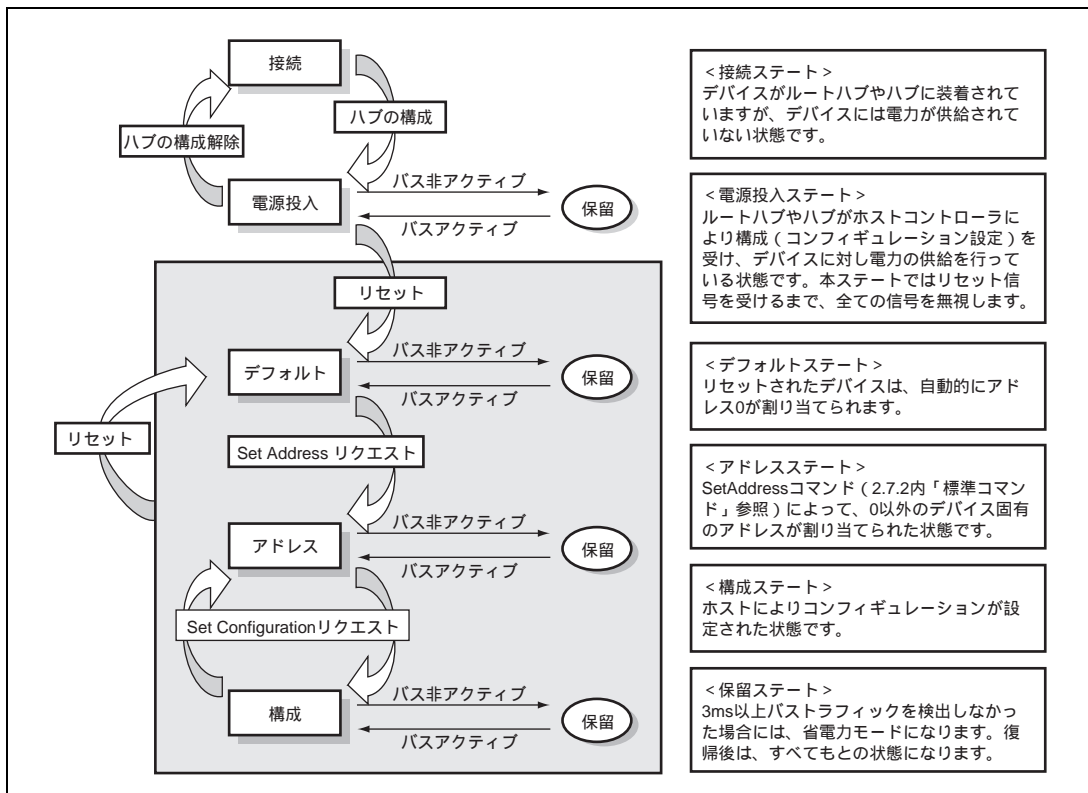 接続
ハブの構成
ハブの構成解除
電源投入
バス非アクティブ
バスアクティブ
保留
リセット
デフォルト
バス非アクティブ
バスアクティブ
保留
リセット
Set Address リクエスト
アドレス
バス非アクティブ
バスアクティブ
保留
Set Configurationリクエスト
構成
バス非アクティブ
バスアクティブ
保留
<接続ステート>
デバイスがルートハブやハブに装着されて
いますが、デバイスには電力が供給されて
いない状態です。
<電源投入ステート>
ルートハブやハブがホストコントローラに
より構成(コンフィギュレーション設定)を
受け、デバイスに対し電力の供給を行って
いる状態です。本ステートではリセット信
号を受けるまで、全ての信号を無視します。
<デフォルトステート>
リセットされたデバイスは、自動的にアド
レス0が割り当てられます。
<アドレスステート>
SetAddressコマンド(2.7.2内「標準コマン
ド」参照)によって、0以外のデバイス固有
のアドレスが割り当てられた状態です。
<構成ステート>
ホストによりコンフィギュレーションが設
定された状態です。
<保留ステート>
3ms以上バストラフィックを検出しなかっ
た場合には、省電力モードになります。復
帰後は、すべてもとの状態になります。